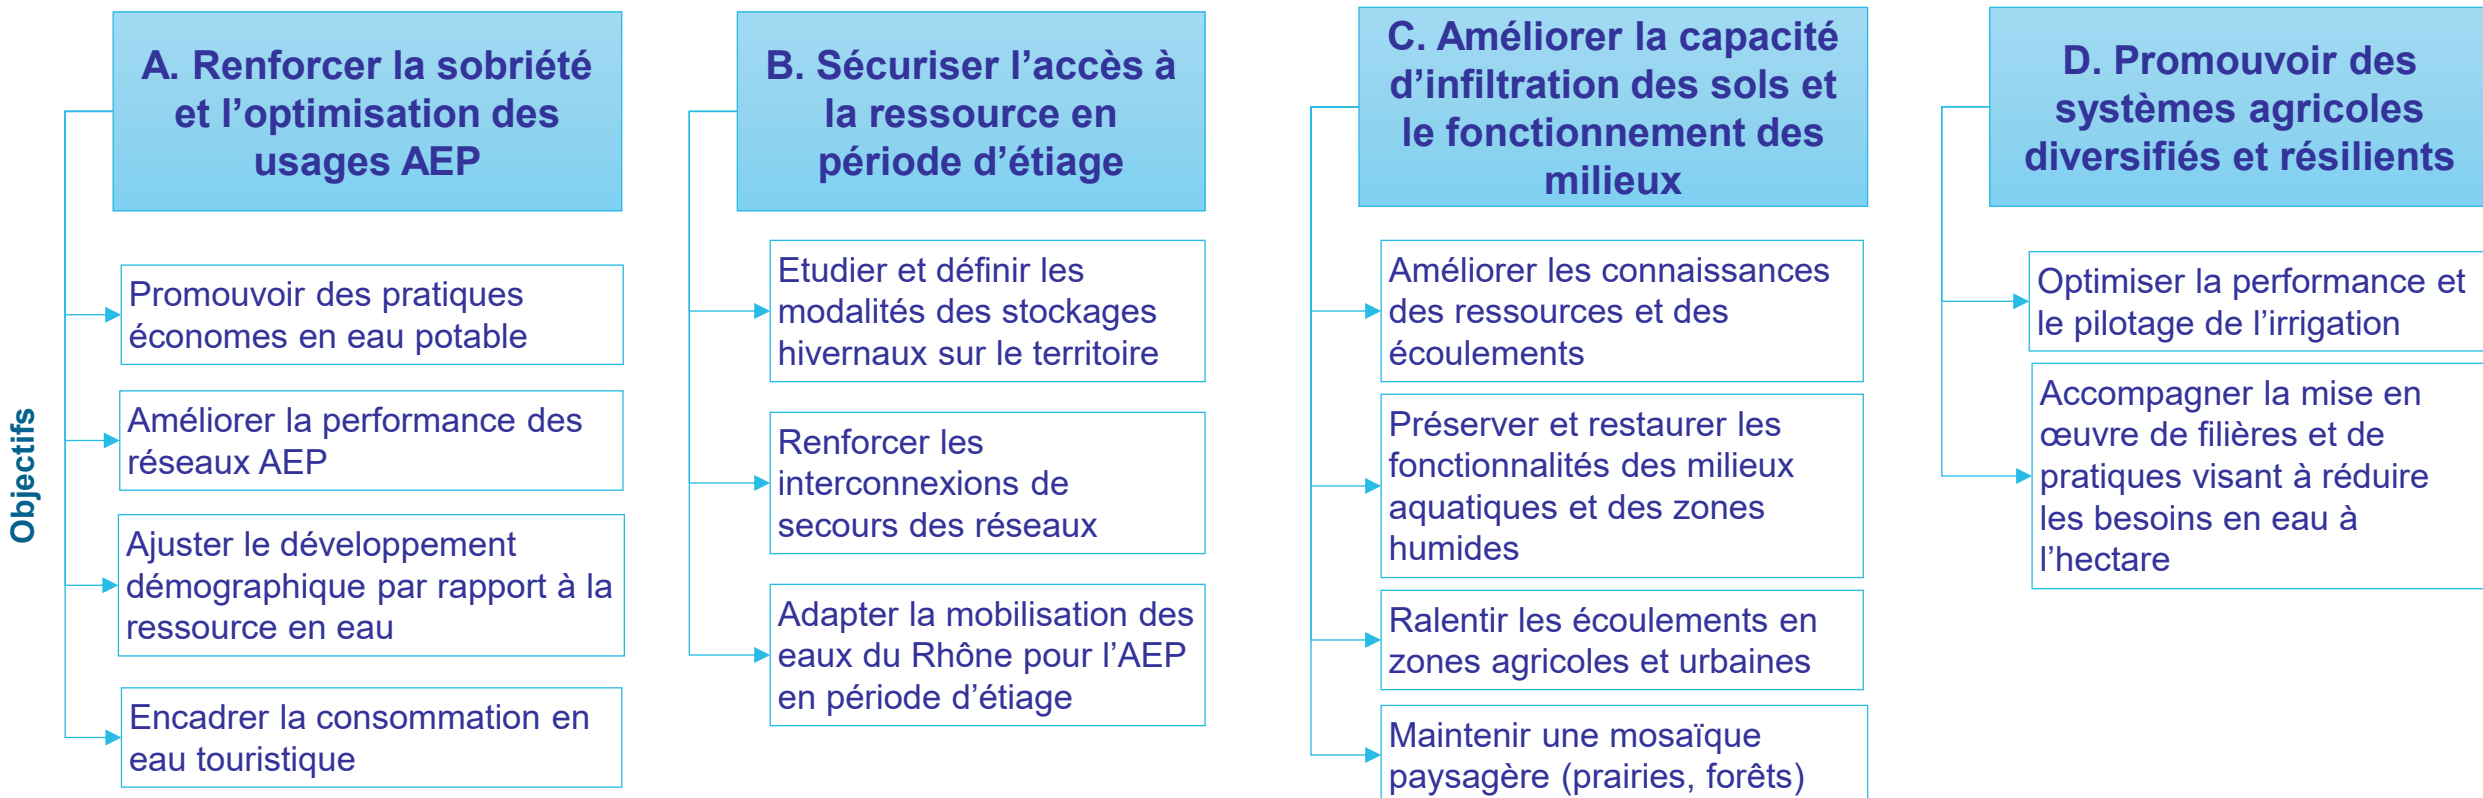 Objectifs
A. Renforcer la sobriété
et l’optimisation des
usages AEP
Promouvoir des pratiques
économes en eau potable
Améliorer la performance des
réseaux AEP
Ajuster le développement
démographique par rapport à la
ressource en eau
Encadrer la consommation en
eau touristique
B. Sécuriser l’accès à
la ressource en
période d’étiage
Etudier et définir les
modalités des stockages
hivernaux sur le territoire
Renforcer les
interconnexions de
secours des réseaux
Adapter la mobilisation des
eaux du Rhône pour l’AEP
en période d’étiage
C. Améliorer la capacité
d’infiltration des sols et
le fonctionnement des
milieux
Améliorer les connaissances
des ressources et des
écoulements
Préserver et restaurer les
fonctionnalités des milieux
aquatiques et des zones
humides
Ralentir les écoulements en
zones agricoles et urbaines
Maintenir une mosaïque
paysagère (prairies, forêts)
D. Promouvoir des
systèmes agricoles
diversifiés et résilients
Optimiser la performance et
le pilotage de l’irrigation
Accompagner la mise en
œuvre de filières et de
pratiques visant à réduire
les besoins en eau à
l’hectare